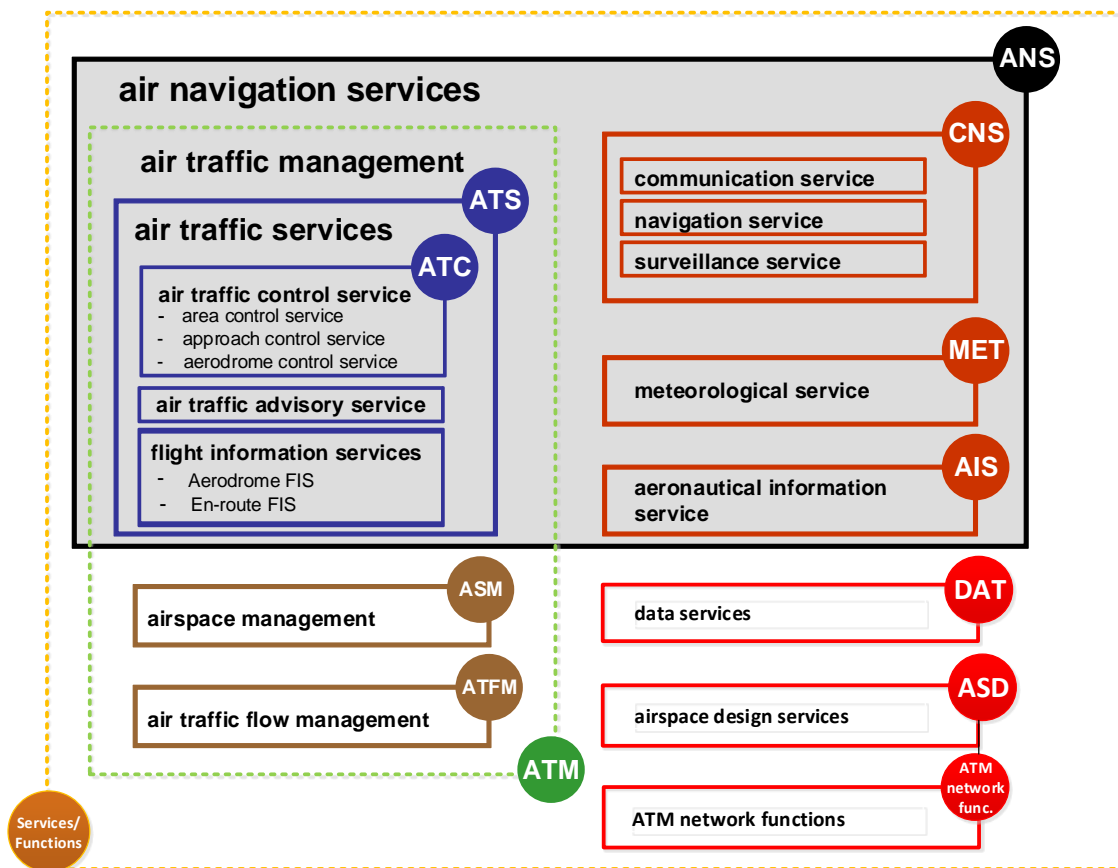 ANS
air navigation services
CNS
air traffic management
communication service
ATS
navigation service
air traffic services
surveillance service
ATC
air traffic control service
- area control service
- approach control service
- aerodrome control service
MET
meteorological service
air traffic advisory service
flight information services
- Aerodrome FIS
- En-route FIS
AIS
aeronautical information
service
ASM
airspace management
DAT
data services
ATFM
air traffic flow management
ASD
airspace design services
ATM
ATM
network
func.
ATM network functions
Services/
Functions